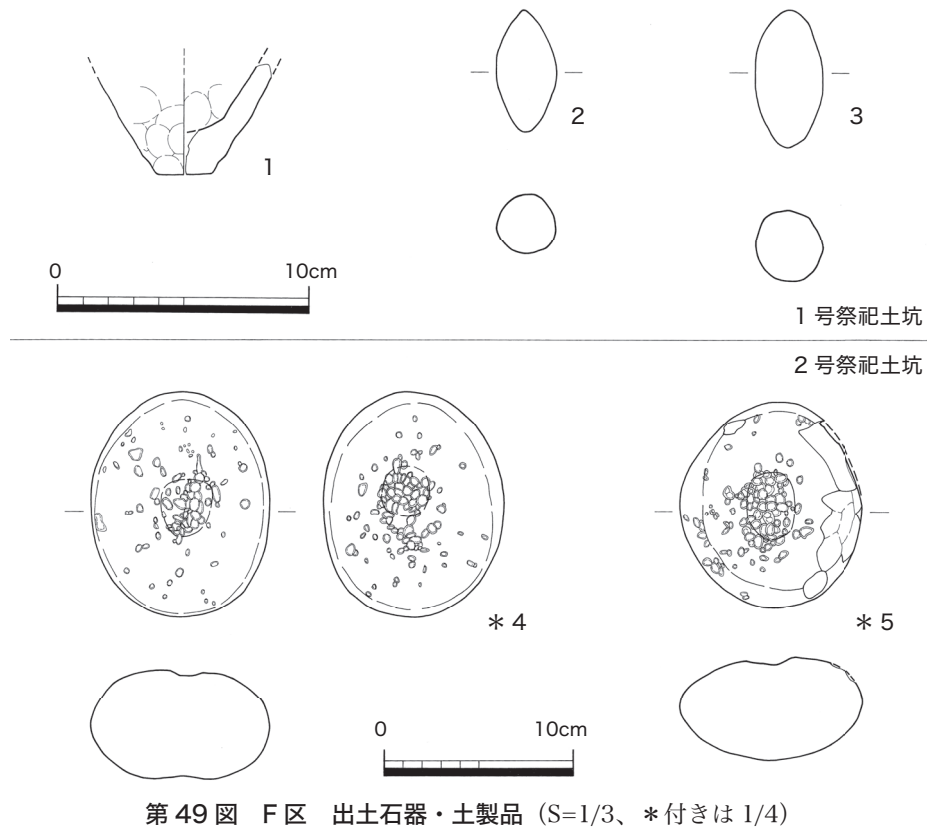 1
2
3
0 10cm
1号祭祀土坑
2号祭祀土坑
＊4
＊5
0 10cm
第49図　F区　出土石器・土製品（S=1/3、＊付きは 1/4）